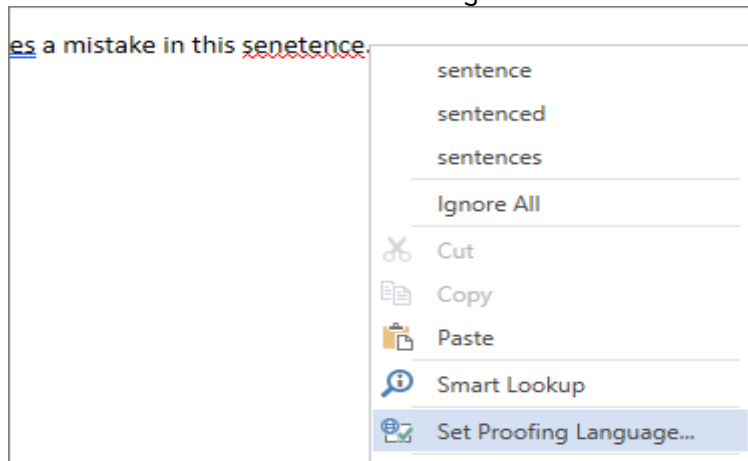 es a mistake in this senetence.
sentence
sentenced
sentences
Ignore All
Cut
Copy
Paste
Smart Lookup
Set Proofing Language...